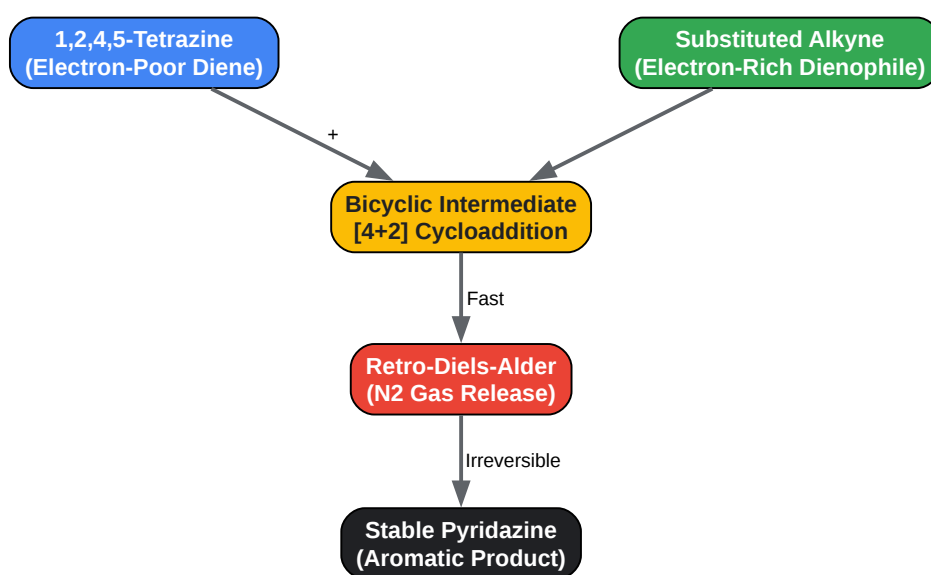 1,2,4,5-Tetrazine
(Electron-Poor Diene)
Substituted Alkyne
(Electron-Rich Dienophile)
+
Bicyclic Intermediate
[4+2] Cycloaddition
Fast
Retro-Diels-Alder
(N2 Gas Release)
Irreversible
Stable Pyridazine
(Aromatic Product)